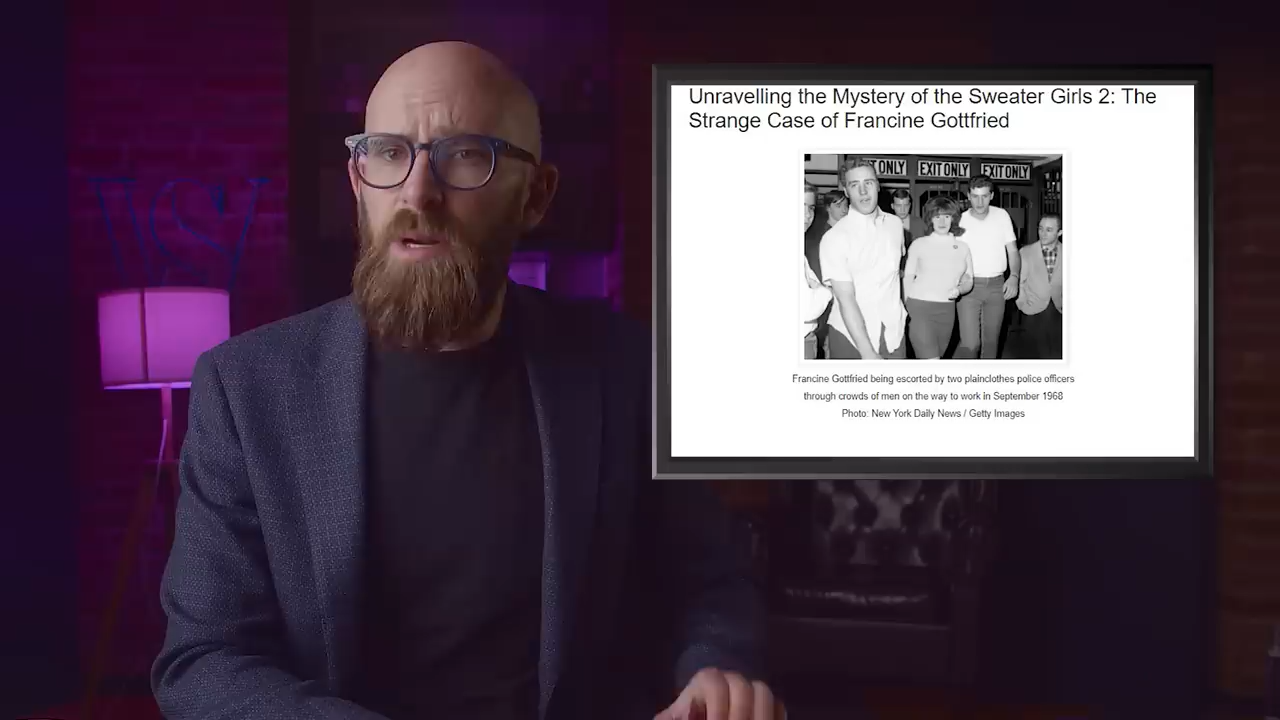 Unravelling the Mystery of the Sweater Girls 2: The
Strange Case of Francine Gottfried
IT ONLY
EXIT ONLY
EXIT ONLY
Francine Gottfried being escorted by two plainclothes police officers
through crowds of men on the way to work in September 1968
Photo: New York Daily News / Getty Images